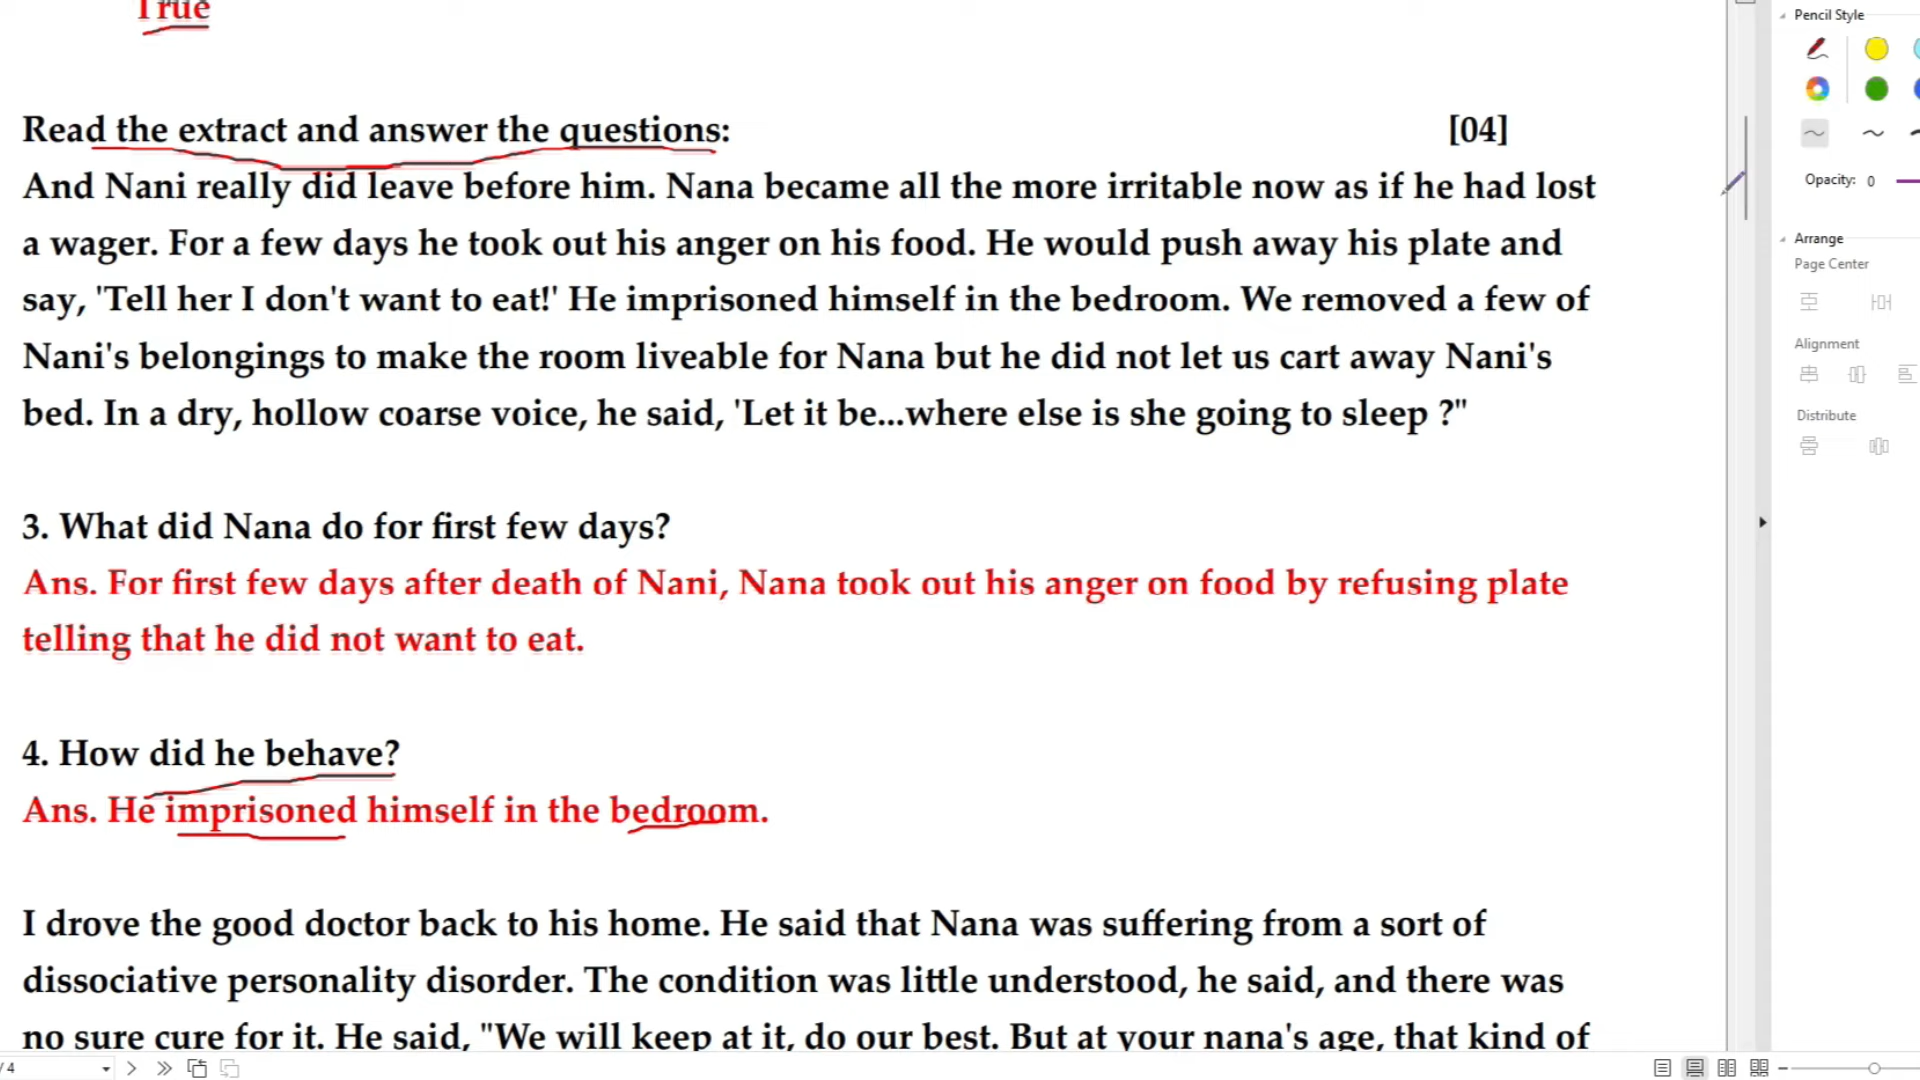 True
Pencil Style
Read the extract and answer the questions: [04]
And Nani really did leave before him. Nana became all the more irritable now as if he had lost
a wager. For a few days he took out his anger on his food. He would push away his plate and
say, 'Tell her I don't want to eat!' He imprisoned himself in the bedroom. We removed a few of
Nani's belongings to make the room liveable for Nana but he did not let us cart away Nani's
bed. In a dry, hollow coarse voice, he said, 'Let it be...where else is she going to sleep ?"
Opacity: 0
Arrange
Page Center
Alignment
Distribute
3. What did Nana do for first few days?
Ans. For first few days after death of Nani, Nana took out his anger on food by refusing plate
telling that he did not want to eat.
4. How did he behave?
Ans. He imprisoned himself in the bedroom.
I drove the good doctor back to his home. He said that Nana was suffering from a sort of
dissociative personality disorder. The condition was little understood, he said, and there was
no sure cure for it. He said, "We will keep at it, do our best. But at your nana's age, that kind of
/4